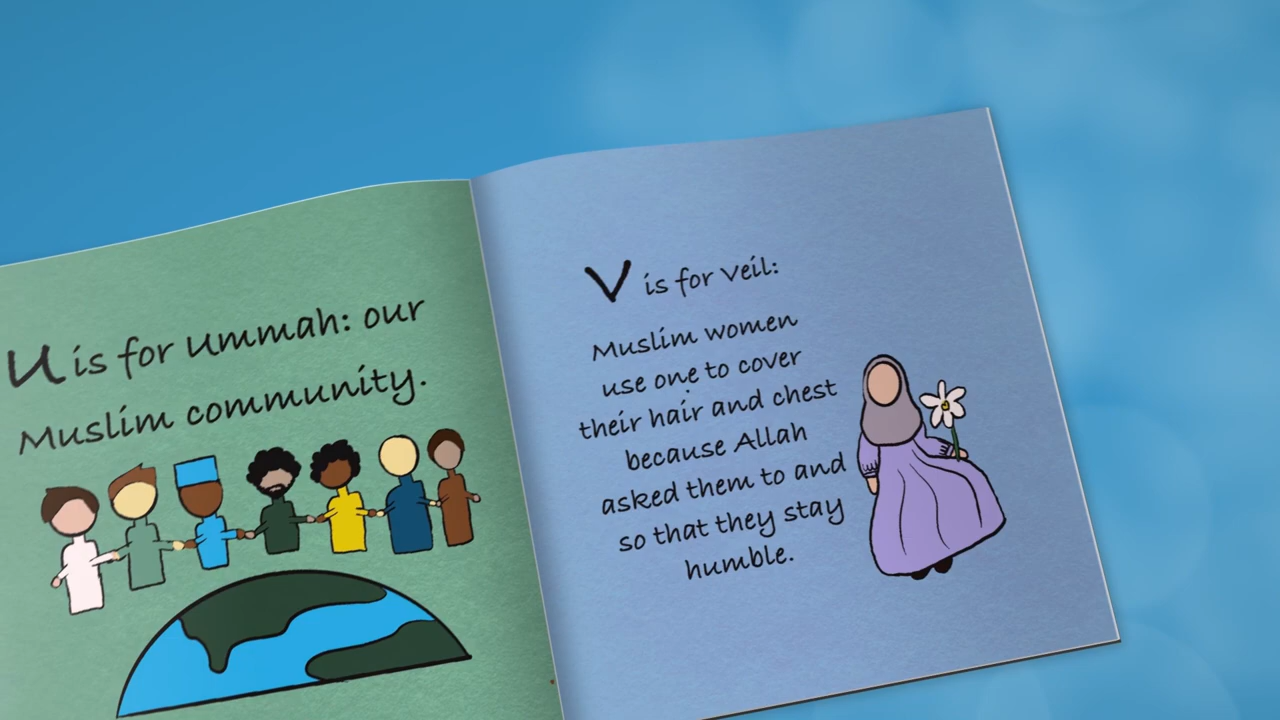 U is for Ummah: our
Muslim community.
V is for Veil:
Muslim women
use one to cover
their hair and chest
because Allah
asked them to and
so that they stay
humble.